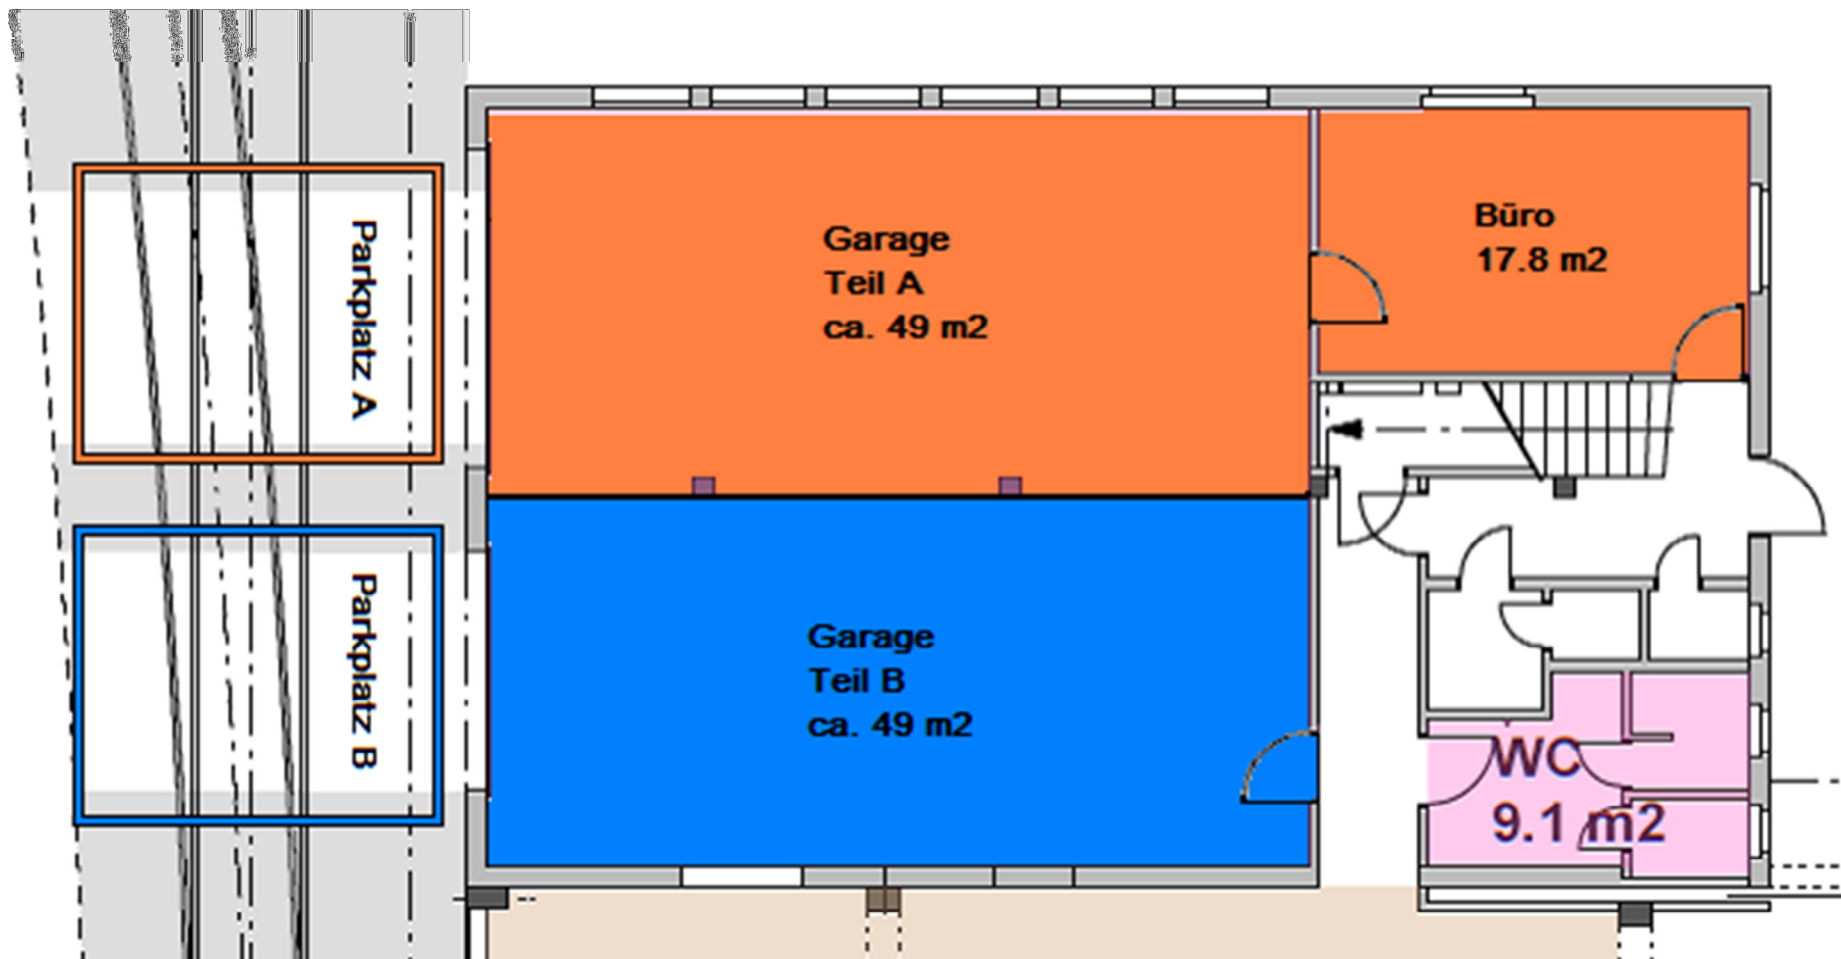 Parkplatz A
Garage
Teil A
ca. 49 m2
Büro
17.8 m2
Parkplatz B
Garage
Teil B
ca. 49 m2
WC
9.1 m2